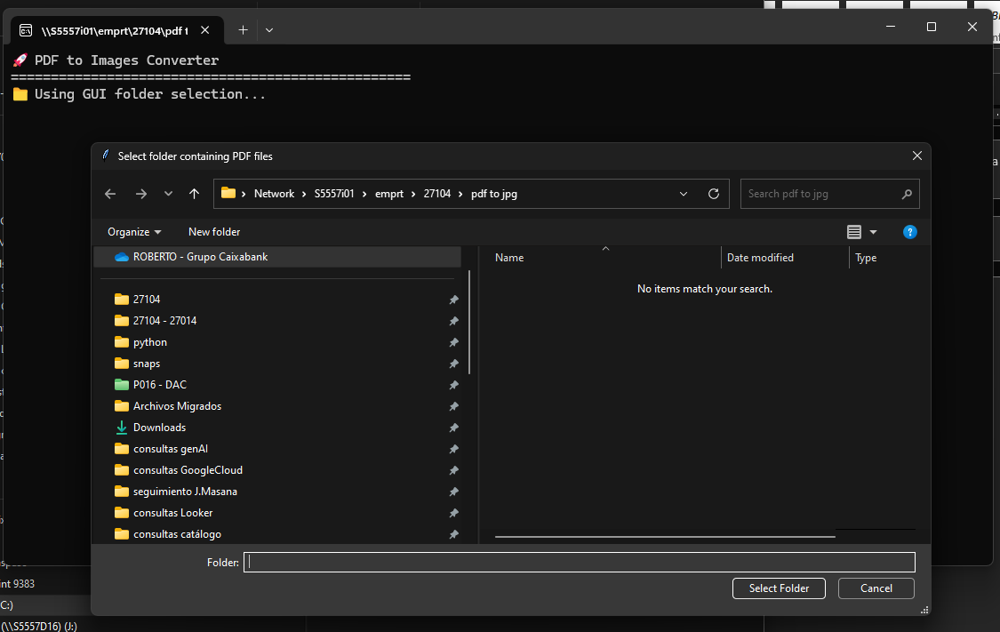 \\S5557i01\emprt\27104\pdf t
🚀 PDF to Images Converter
==================================================
📁 Using GUI folder selection...
Select folder containing PDF files
Network > S5557i01 > emprt > 27104 > pdf to jpg
Search pdf to jpg
Organize
New folder
ROBERTO - Grupo Caixabank
Name
Date modified
Type
No items match your search.
27104
27104 - 27014
python
snaps
P016 - DAC
Archivos Migrados
Downloads
consultas genAI
consultas GoogleCloud
seguimiento J.Masana
consultas Looker
consultas catálogo
Folder:
Select Folder
Cancel
int 9383
C:)
(\\S5557D16) (J:)